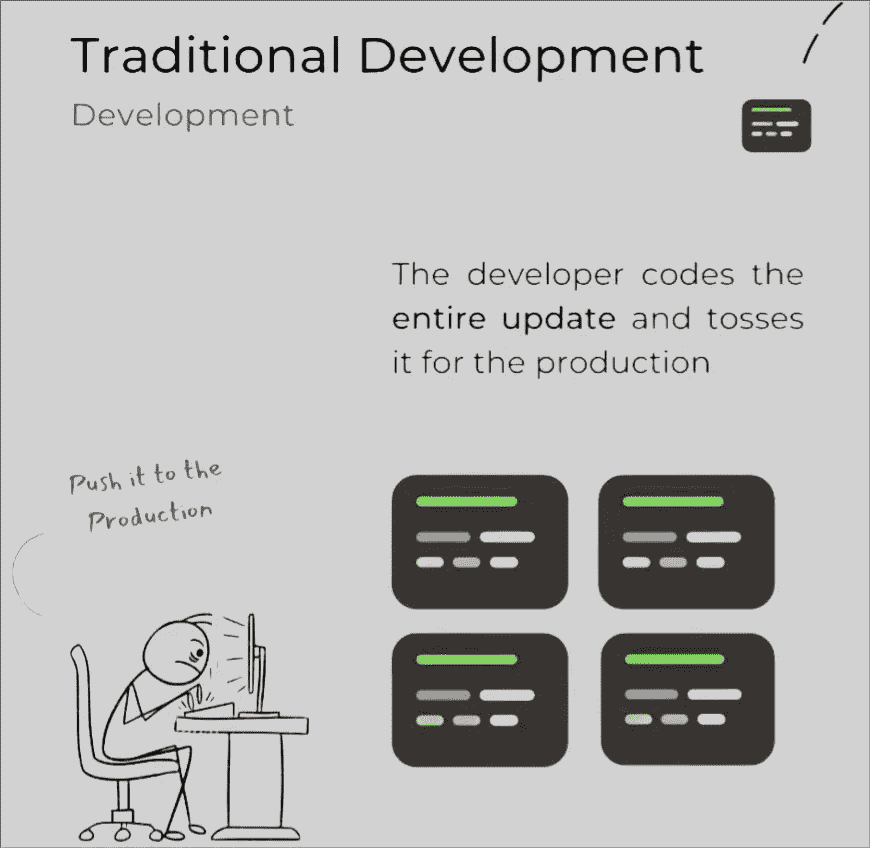 Traditional Development
Development
The developer codes the
entire update and tosses
it for the production
Push it to the
Production